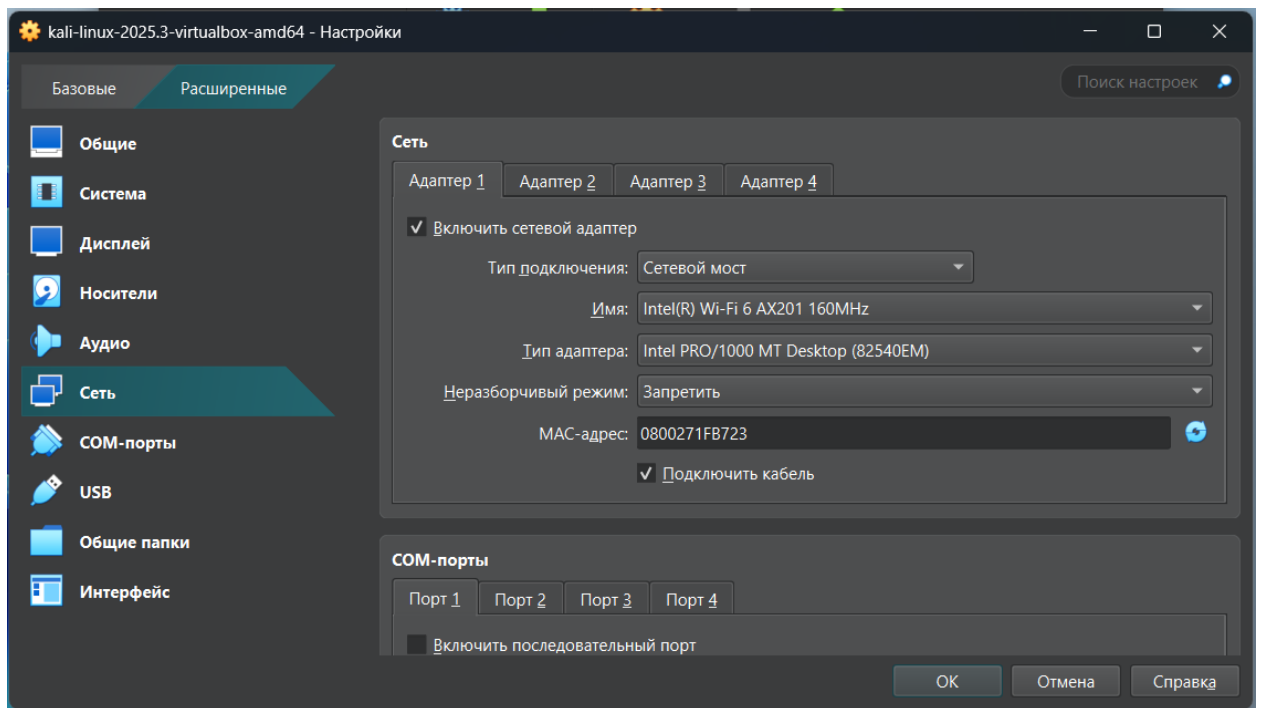 kali-linux-2025.3-virtualbox-amd64 - Настройки
Базовые
Расширенные
Поиск настроек
Общие
Система
Дисплей
Носители
Аудио
Сеть
COM-порты
USB
Общие папки
Интерфейс
Сеть
Адаптер 1
Адаптер 2
Адаптер 3
Адаптер 4
Включить сетевой адаптер
Тип подключения: Сетевой мост
Имя: Intel(R) Wi-Fi 6 AX201 160MHz
Тип адаптера: Intel PRO/1000 MT Desktop (82540EM)
Неразборчивый режим: Запретить
MAC-адрес: 0800271FB723
Подключить кабель
COM-порты
Порт 1
Порт 2
Порт 3
Порт 4
Включить последовательный порт
OK
Отмена
Справка